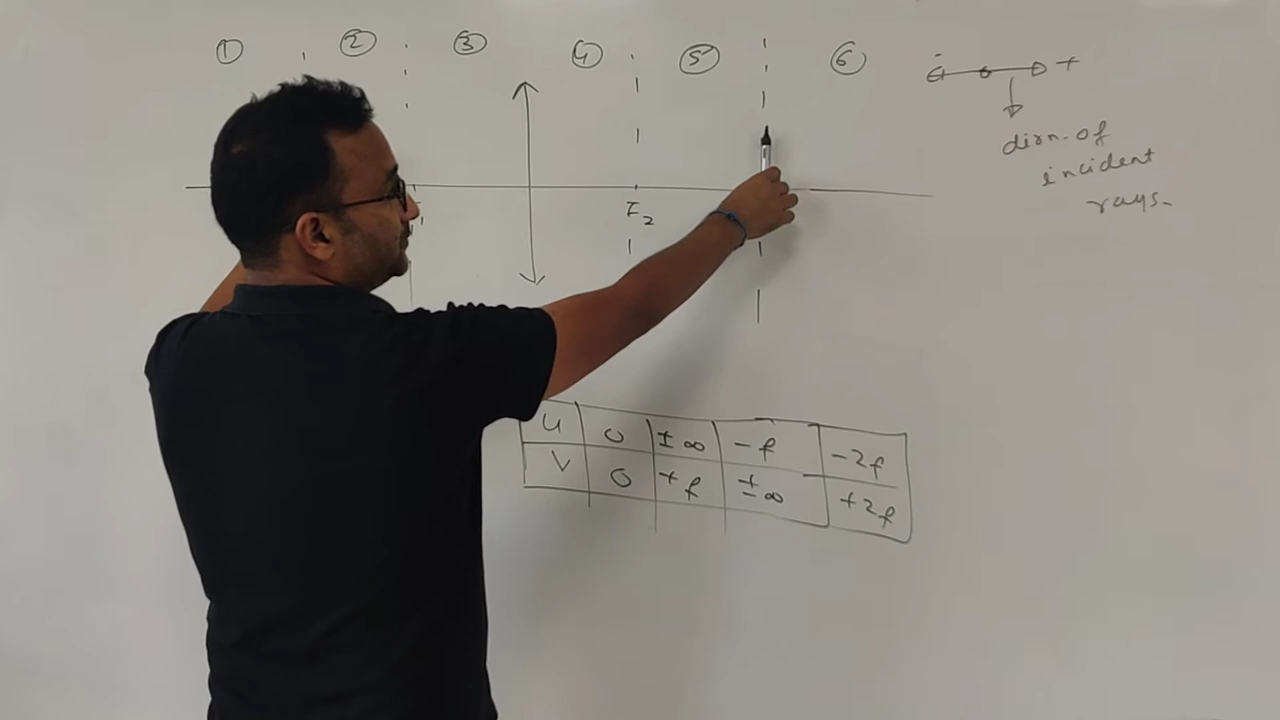 ① ② ③ ④ ⑤ ⑥
- +
dirn. of
incident
rays.
F₂
u 0 ±∞ -f -2f
v 0 +f ±∞ +2f